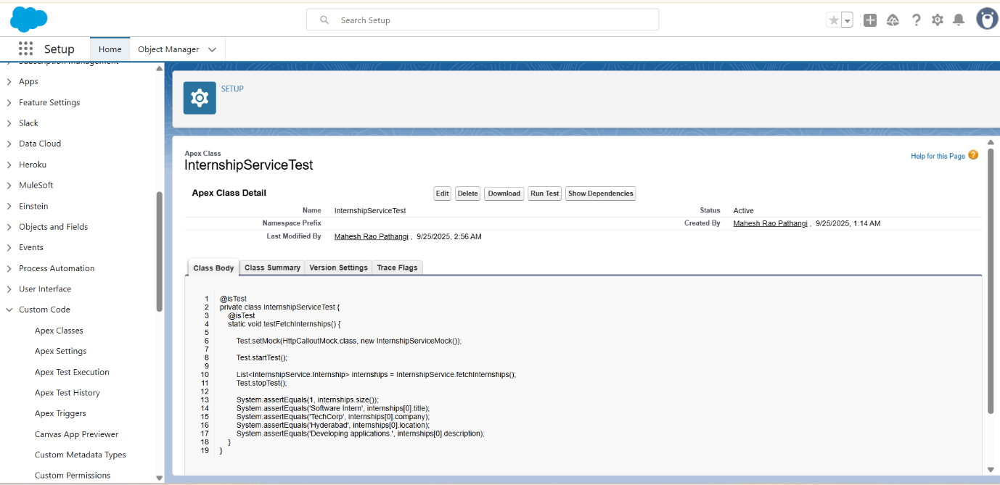 Search Setup
Setup
Home
Object Manager
Subscription Management
Apps
Feature Settings
Slack
Data Cloud
Heroku
MuleSoft
Einstein
Objects and Fields
Events
Process Automation
User Interface
Custom Code
Apex Classes
Apex Settings
Apex Test Execution
Apex Test History
Apex Triggers
Canvas App Previewer
Custom Metadata Types
Custom Permissions
SETUP
Apex Class
InternshipServiceTest
Help for this Page ?
Apex Class Detail
Edit Delete Download Run Test Show Dependencies
Name InternshipServiceTest Status Active
Namespace Prefix Created By Mahesh Rao Pathangi , 9/25/2025, 1:14 AM
Last Modified By Mahesh Rao Pathangi , 9/25/2025, 2:56 AM
Class Body Class Summary Version Settings Trace Flags
1 @isTest
2 private class InternshipServiceTest {
3 @isTest
4 static void testFetchInternships() {
5
6 Test.setMock(HttpCalloutMock.class, new InternshipServiceMock());
7
8 Test.startTest();
9
10 List<InternshipService.Internship> internships = InternshipService.fetchInternships();
11 Test.stopTest();
12
13 System.assertEquals(1, internships.size());
14 System.assertEquals('Software Intern', internships[0].title);
15 System.assertEquals('TechCorp', internships[0].company);
16 System.assertEquals('Hyderabad', internships[0].location);
17 System.assertEquals('Developing applications.', internships[0].description);
18 }
19 }